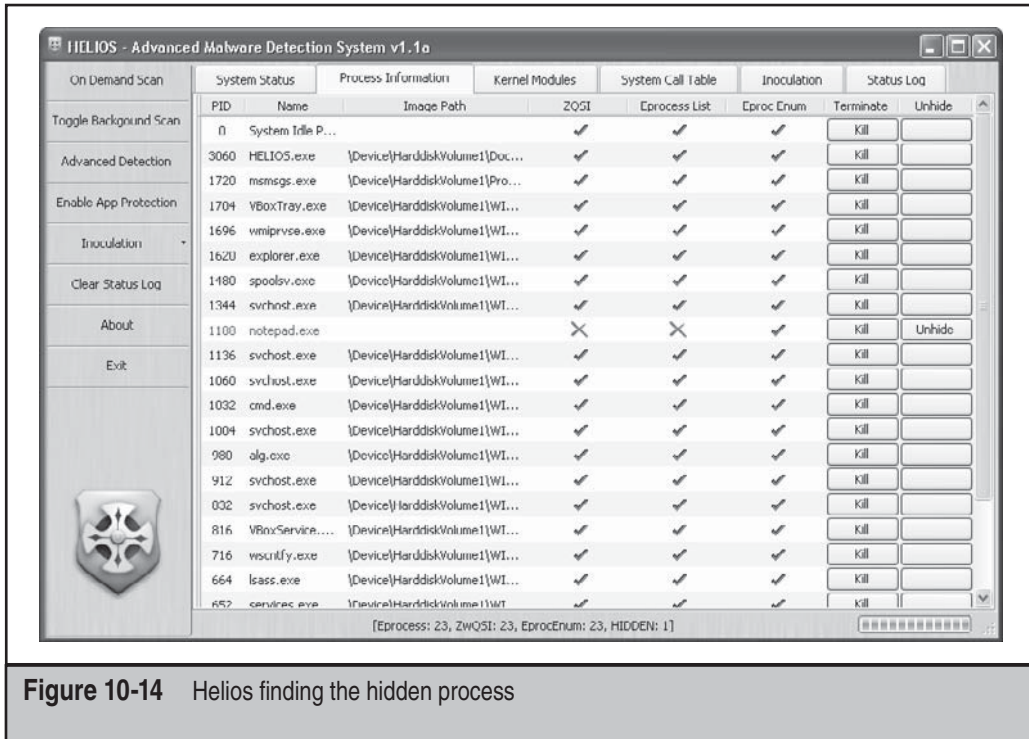 HELIOS - Advanced Malware Detection System v1.1a
On Demand Scan
Toggle Backgound Scan
Advanced Detection
Enable App Protection
Inoculation
Clear Status Log
About
Exit
System Status Process Information Kernel Modules System Call Table Inoculation Status Log
PID Name Image Path ZQSI Eprocess List Eproc Enum Terminate Unhide
0 System Idle P... Kill
3060 HELIOS.exe \Device\HarddiskVolume1\Doc... Kill
1720 msmsgs.exe \Device\HarddiskVolume1\Pro... Kill
1704 VBoxTray.exe \Device\HarddiskVolume1\WI... Kill
1696 wmiprvse.exe \Device\HarddiskVolume1\WI... Kill
1620 explorer.exe \Device\HarddiskVolume1\WI... Kill
1480 spoolsv.exe \Device\HarddiskVolume1\WI... Kill
1344 svchost.exe \Device\HarddiskVolume1\WI... Kill
notepad.exe Kill Unhide
1136 svchost.exe \Device\HarddiskVolume1\WI... Kill
1060 svchost.exe \Device\HarddiskVolume1\WI... Kill
1032 cmd.exe \Device\HarddiskVolume1\WI... Kill
1004 svchost.exe \Device\HarddiskVolume1\WI... Kill
980 alg.exe \Device\HarddiskVolume1\WI... Kill
912 svchost.exe \Device\HarddiskVolume1\WI... Kill
832 svchost.exe \Device\HarddiskVolume1\WI... Kill
816 VBoxService.... \Device\HarddiskVolume1\WI... Kill
716 wscntfy.exe \Device\HarddiskVolume1\WI... Kill
664 lsass.exe \Device\HarddiskVolume1\WI... Kill
652 services.exe \Device\HarddiskVolume1\WI... Kill
[Eprocess: 23, ZwQSI: 23, EprocEnum: 23, HIDDEN: 1]
Figure 10-14 Helios finding the hidden process